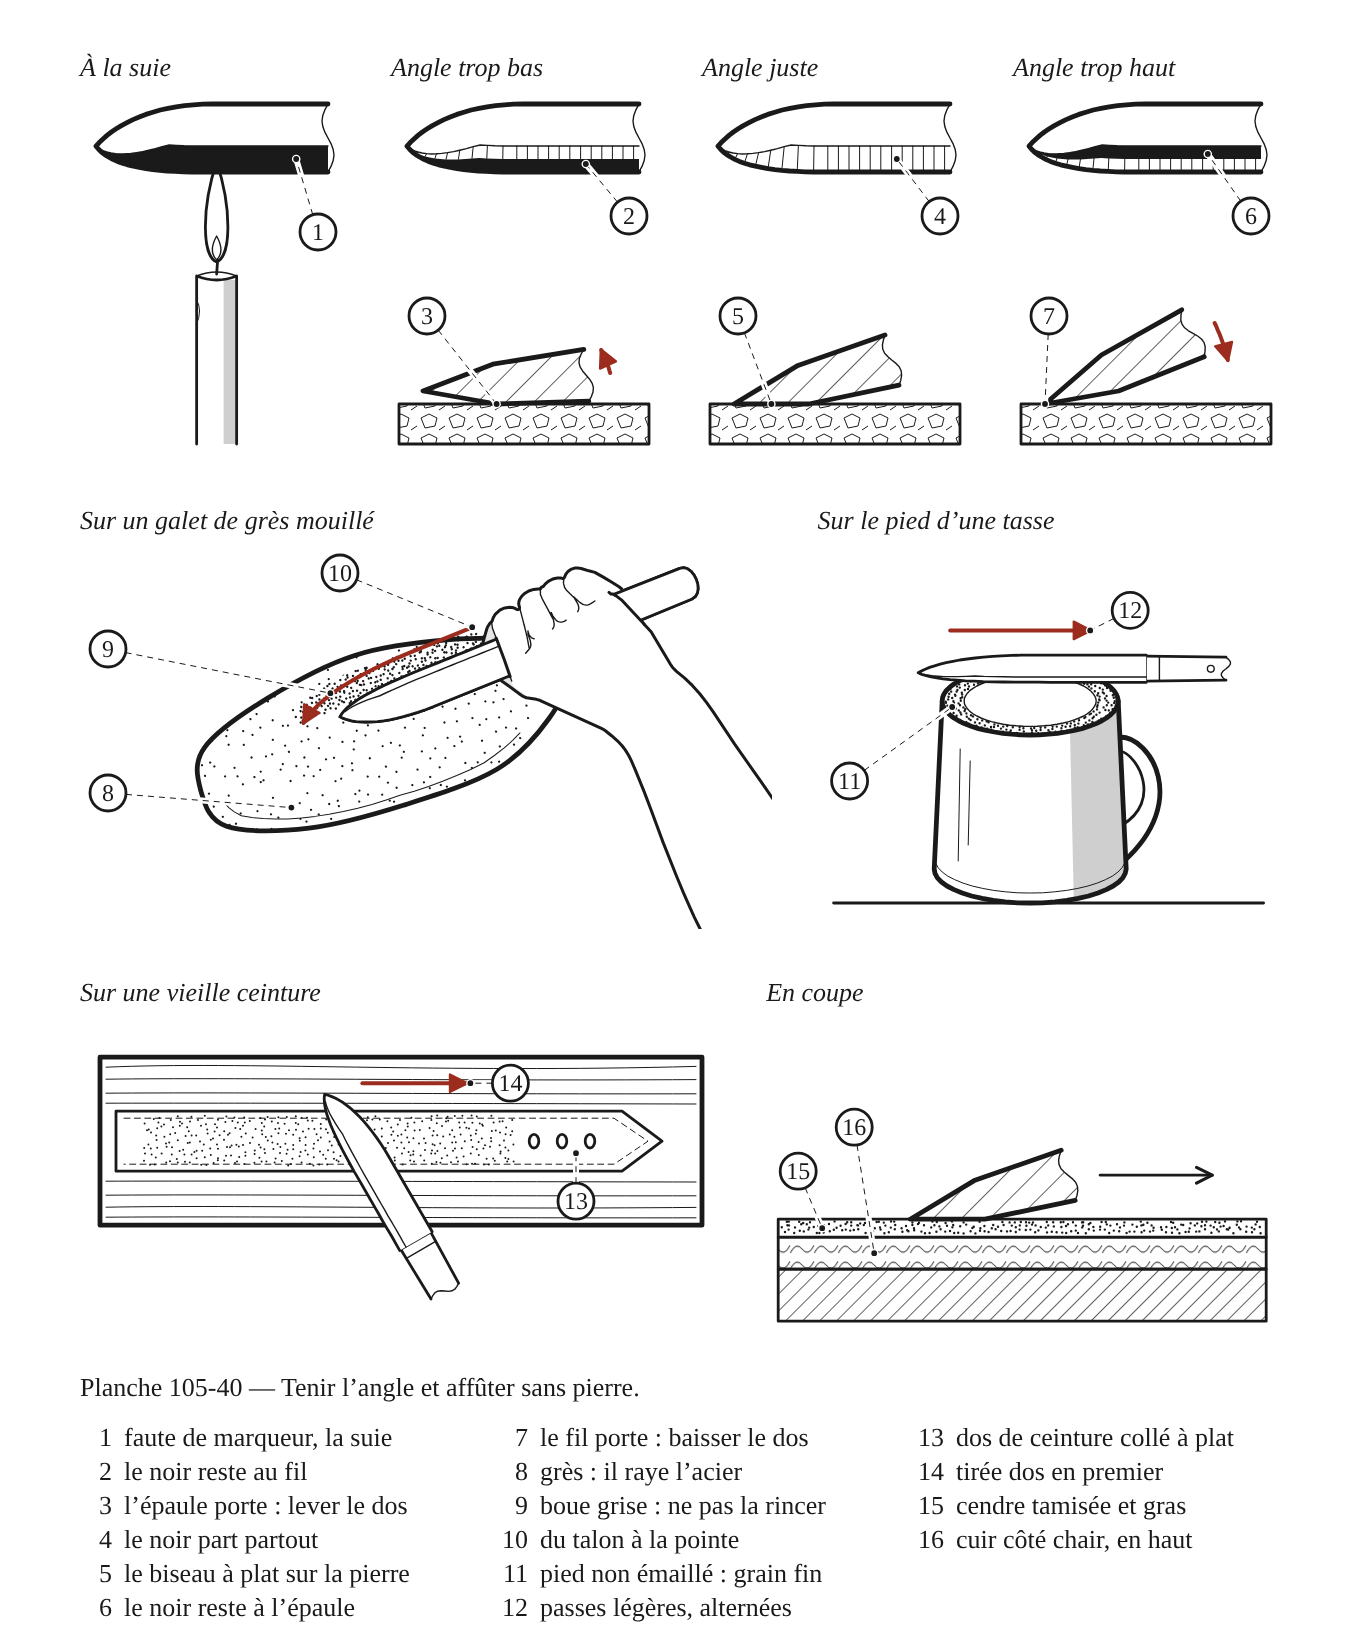 À la suie
Angle trop bas
Angle juste
Angle trop haut
1
2
4
6
3
5
7
Sur un galet de grès mouillé
Sur le pied d’une tasse
10
12
9
11
8
Sur une vieille ceinture
En coupe
14
16
15
13
Planche 105-40 — Tenir l’angle et affûter sans pierre.
1 faute de marqueur, la suie
2 le noir reste au fil
3 l’épaule porte : lever le dos
4 le noir part partout
5 le biseau à plat sur la pierre
6 le noir reste à l’épaule
7 le fil porte : baisser le dos
8 grès : il raye l’acier
9 boue grise : ne pas la rincer
10 du talon à la pointe
11 pied non émaillé : grain fin
12 passes légères, alternées
13 dos de ceinture collé à plat
14 tirée dos en premier
15 cendre tamisée et gras
16 cuir côté chair, en haut